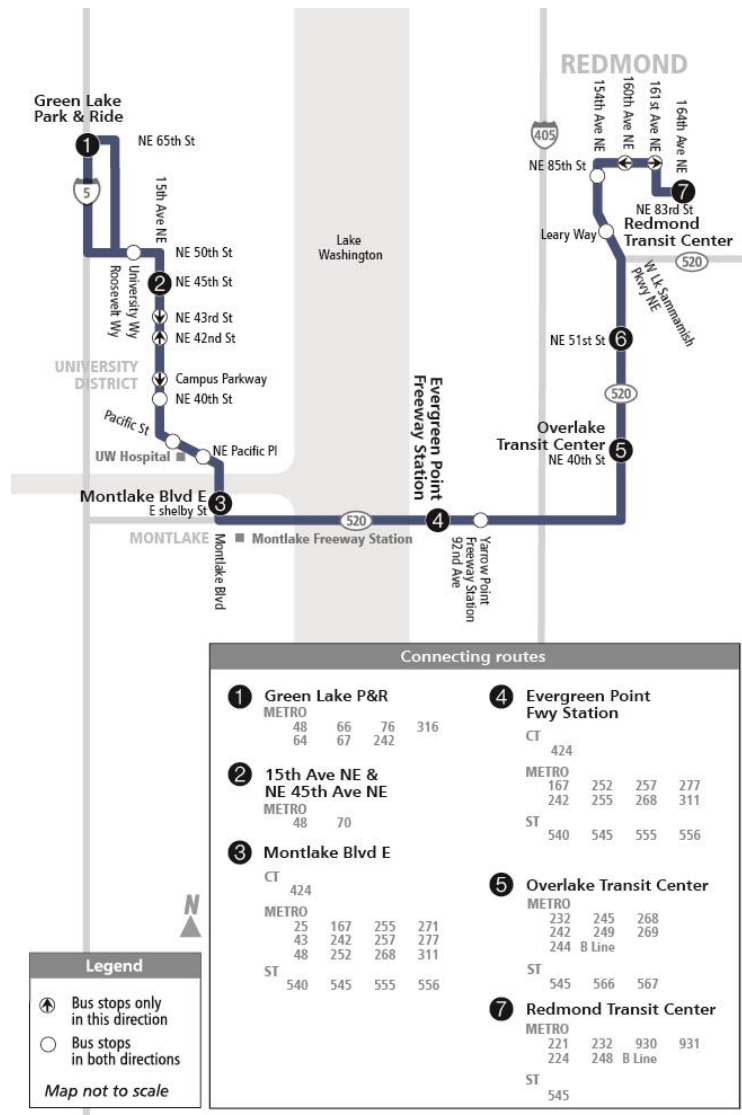 REDMOND
154th Ave NE
160th Ave NE
161st Ave NE
164th Ave NE
Green Lake
Park & Ride
1
NE 65th St
405
NE 85th St
7
5
15th Ave NE
NE 83rd St
Redmond
Transit Center
Leary Way
Lake
Washington
NE 50th St
520
W Lk Sammamish
Pkwy NE
2
NE 45th St
University Wy
Roosevelt Wy
NE 43rd St
NE 42nd St
NE 51st St
6
UNIVERSITY
DISTRICT
Campus Parkway
NE 40th St
520
Evergreen Point
Freeway Station
Pacific St
Overlake
Transit Center
5
NE 40th St
UW Hospital
NE Pacific Pl
Montlake Blvd E
E shelby St
3
520
4
MONTLAKE
Montlake Freeway Station
Montlake Blvd
Yarrow Point
Freeway Station
92nd Ave
Connecting routes
1 Green Lake P&R
METRO
48 66 76 316
64 67 242
2 15th Ave NE &
NE 45th Ave NE
METRO
48 70
3 Montlake Blvd E
CT
424
METRO
25 167 255 271
43 242 257 277
48 252 268 311
ST
540 545 555 556
4 Evergreen Point
Fwy Station
CT
424
METRO
167 252 257 277
242 255 268 311
ST
540 545 555 556
5 Overlake Transit Center
METRO
232 245 268
242 249 269
244 B Line
ST
545 566 567
7 Redmond Transit Center
METRO
221 232 930 931
224 248 B Line
ST
545
N
Legend
Bus stops only
in this direction
Bus stops
in both directions
Map not to scale